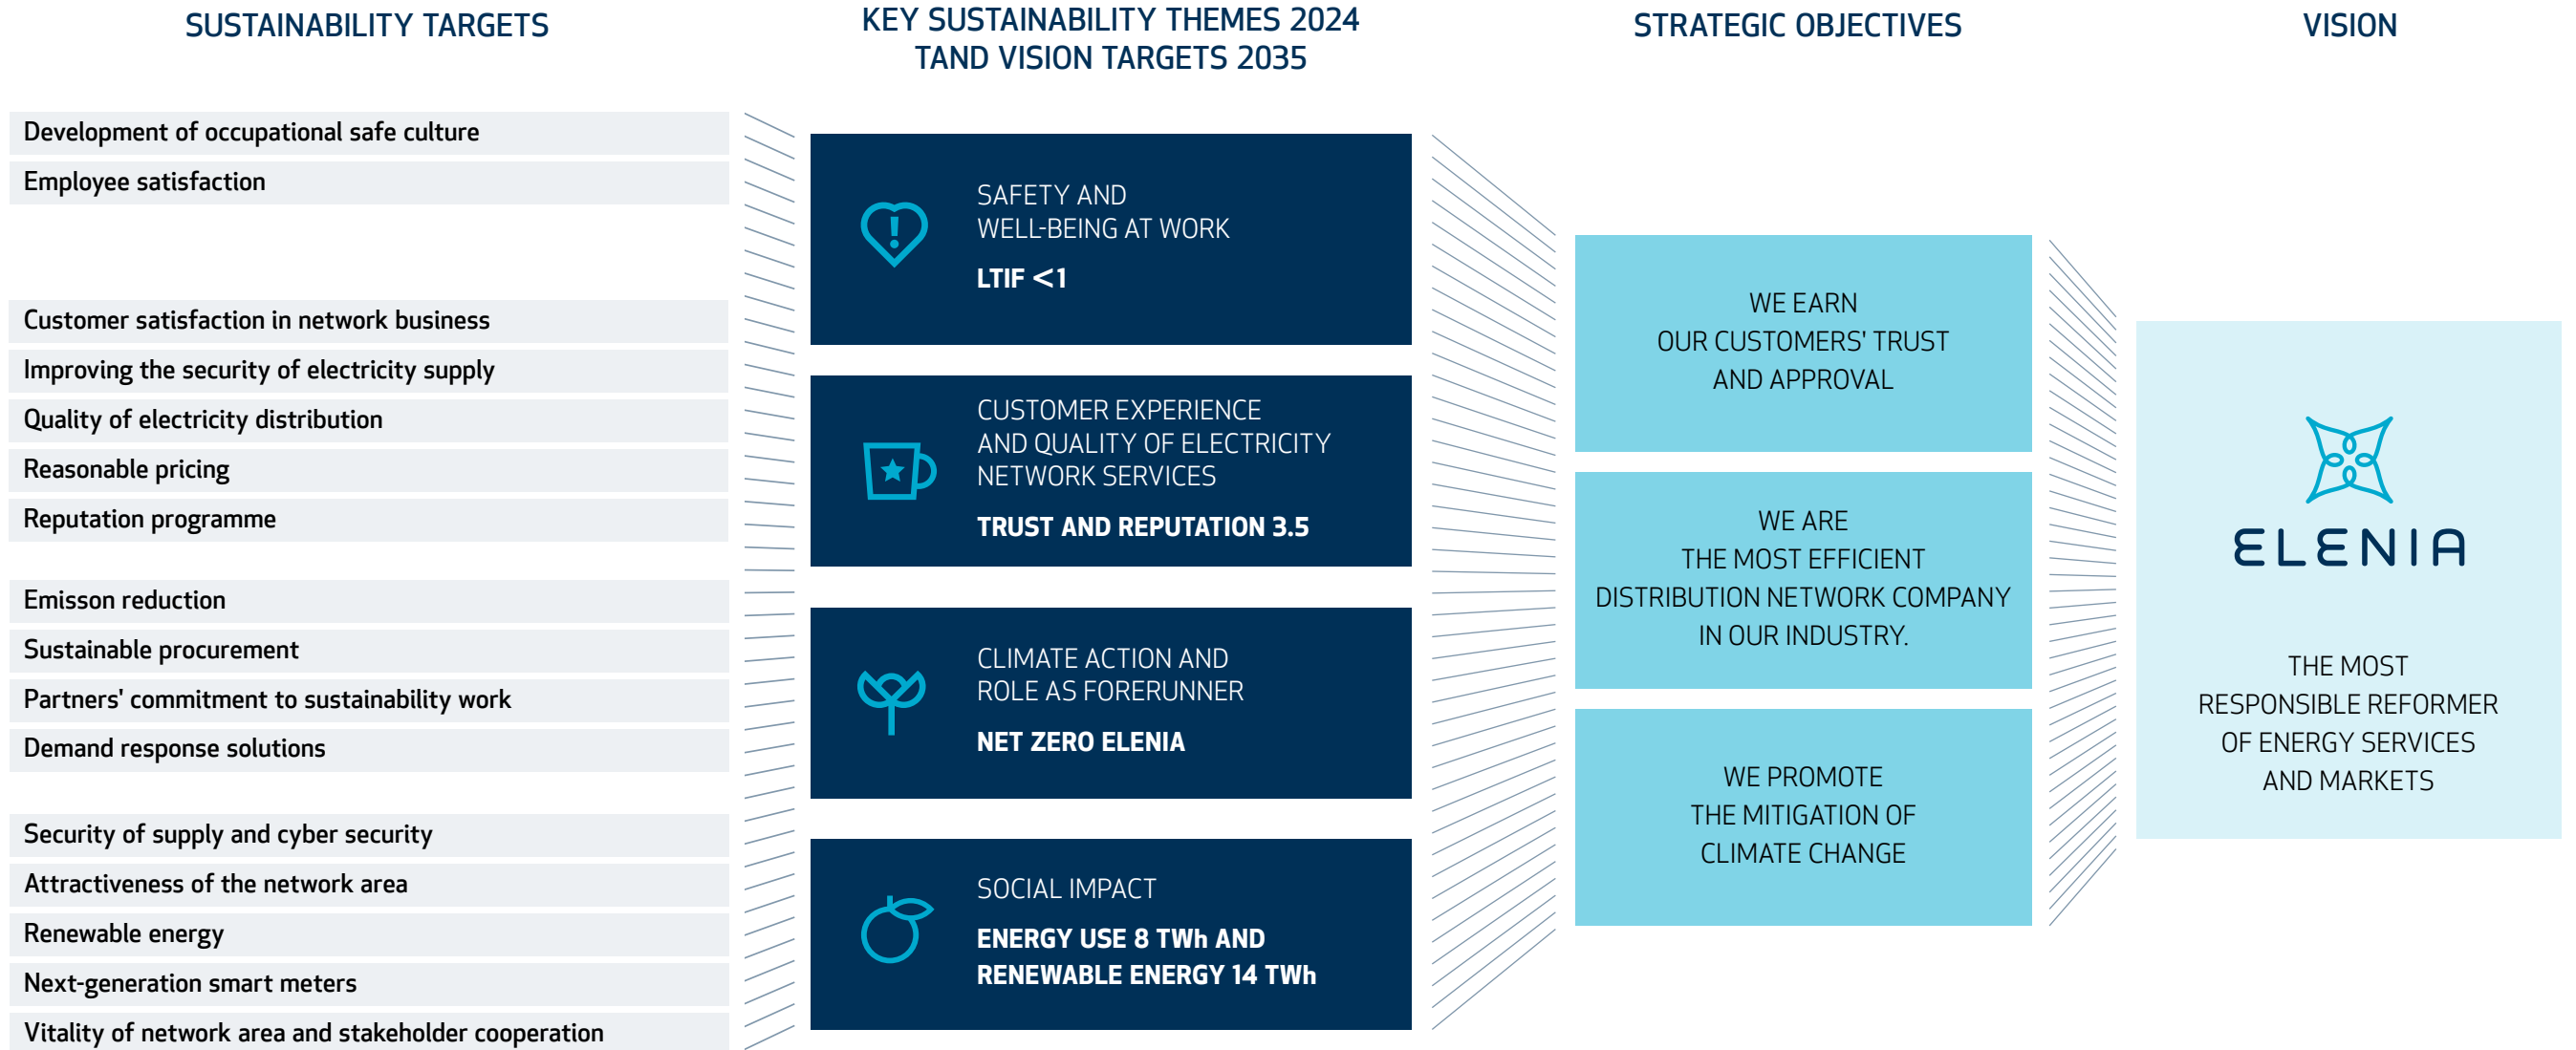 SUSTAINABILITY TARGETS
Development of occupational safe culture
Employee satisfaction
Customer satisfaction in network business
Improving the security of electricity supply
Quality of electricity distribution
Reasonable pricing
Reputation programme
Emisson reduction
Sustainable procurement
Partners' commitment to sustainability work
Demand response solutions
Security of supply and cyber security
Attractiveness of the network area
Renewable energy
Next-generation smart meters
Vitality of network area and stakeholder cooperation
KEY SUSTAINABILITY THEMES 2024
TAND VISION TARGETS 2035
SAFETY AND
WELL-BEING AT WORK
LTIF <1
CUSTOMER EXPERIENCE
AND QUALITY OF ELECTRICITY
NETWORK SERVICES
TRUST AND REPUTATION 3.5
CLIMATE ACTION AND
ROLE AS FORERUNNER
NET ZERO ELENIA
SOCIAL IMPACT
ENERGY USE 8 TWh AND
RENEWABLE ENERGY 14 TWh
STRATEGIC OBJECTIVES
WE EARN
OUR CUSTOMERS' TRUST
AND APPROVAL
WE ARE
THE MOST EFFICIENT
DISTRIBUTION NETWORK COMPANY
IN OUR INDUSTRY.
WE PROMOTE
THE MITIGATION OF
CLIMATE CHANGE
VISION
ELENIA
THE MOST
RESPONSIBLE REFORMER
OF ENERGY SERVICES
AND MARKETS